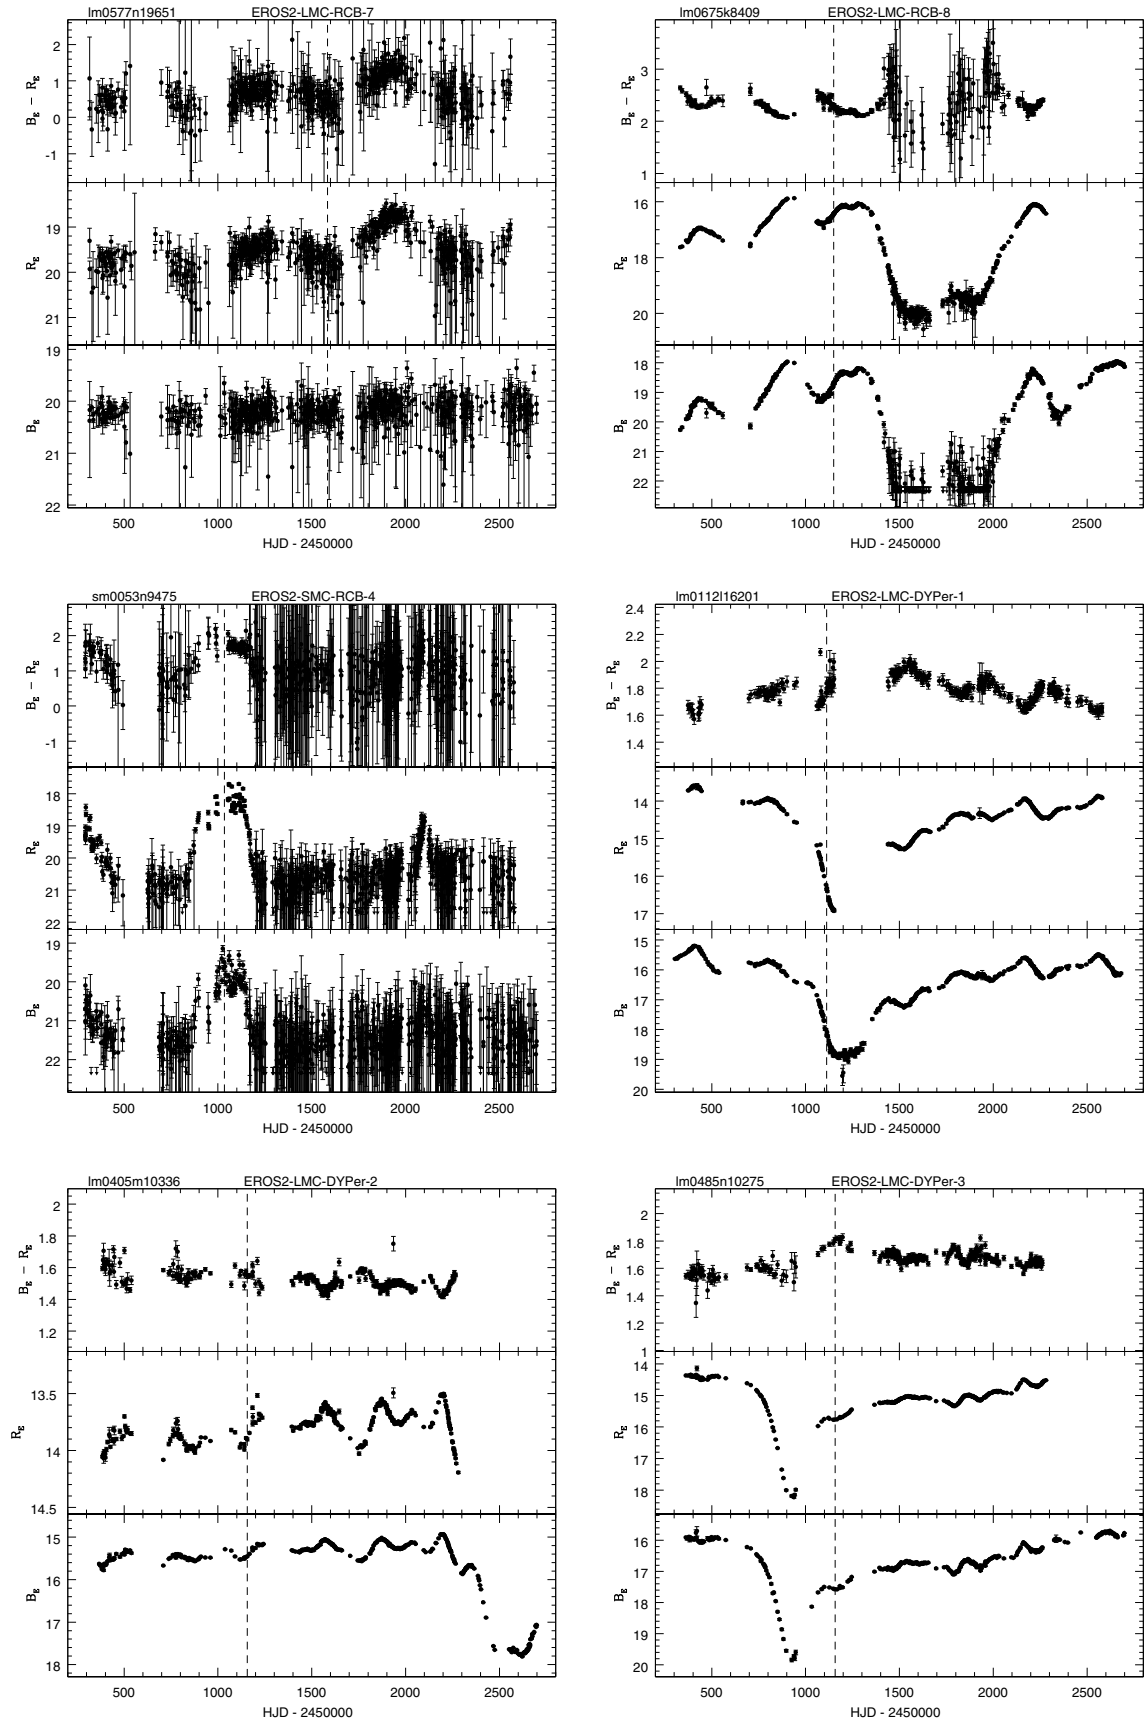 lm0577n19651 EROS2-LMC-RCB-7
B_E - R_E
2
1
0
-1
R_E
19
20
21
B_E
19
20
21
22
500 1000 1500 2000 2500
HJD - 2450000
lm0675k8409 EROS2-LMC-RCB-8
B_E - R_E
3
2
1
R_E
16
18
20
B_E
18
19
20
21
22
500 1000 1500 2000 2500
HJD - 2450000
sm0053n9475 EROS2-SMC-RCB-4
B_E - R_E
2
1
0
-1
R_E
18
19
20
21
22
B_E
19
20
21
22
500 1000 1500 2000 2500
HJD - 2450000
lm0112l16201 EROS2-LMC-DYPer-1
B_E - R_E
2.4
2.2
2
1.8
1.6
1.4
R_E
14
15
16
17
B_E
15
16
17
18
19
20
500 1000 1500 2000 2500
HJD - 2450000
lm0405m10336 EROS2-LMC-DYPer-2
B_E - R_E
2
1.8
1.6
1.4
1.2
R_E
13.5
14
14.5
B_E
15
16
17
18
500 1000 1500 2000 2500
HJD - 2450000
lm0485n10275 EROS2-LMC-DYPer-3
B_E - R_E
2
1.8
1.6
1.4
1.2
1
R_E
14
15
16
17
18
B_E
16
17
18
19
20
500 1000 1500 2000 2500
HJD - 2450000